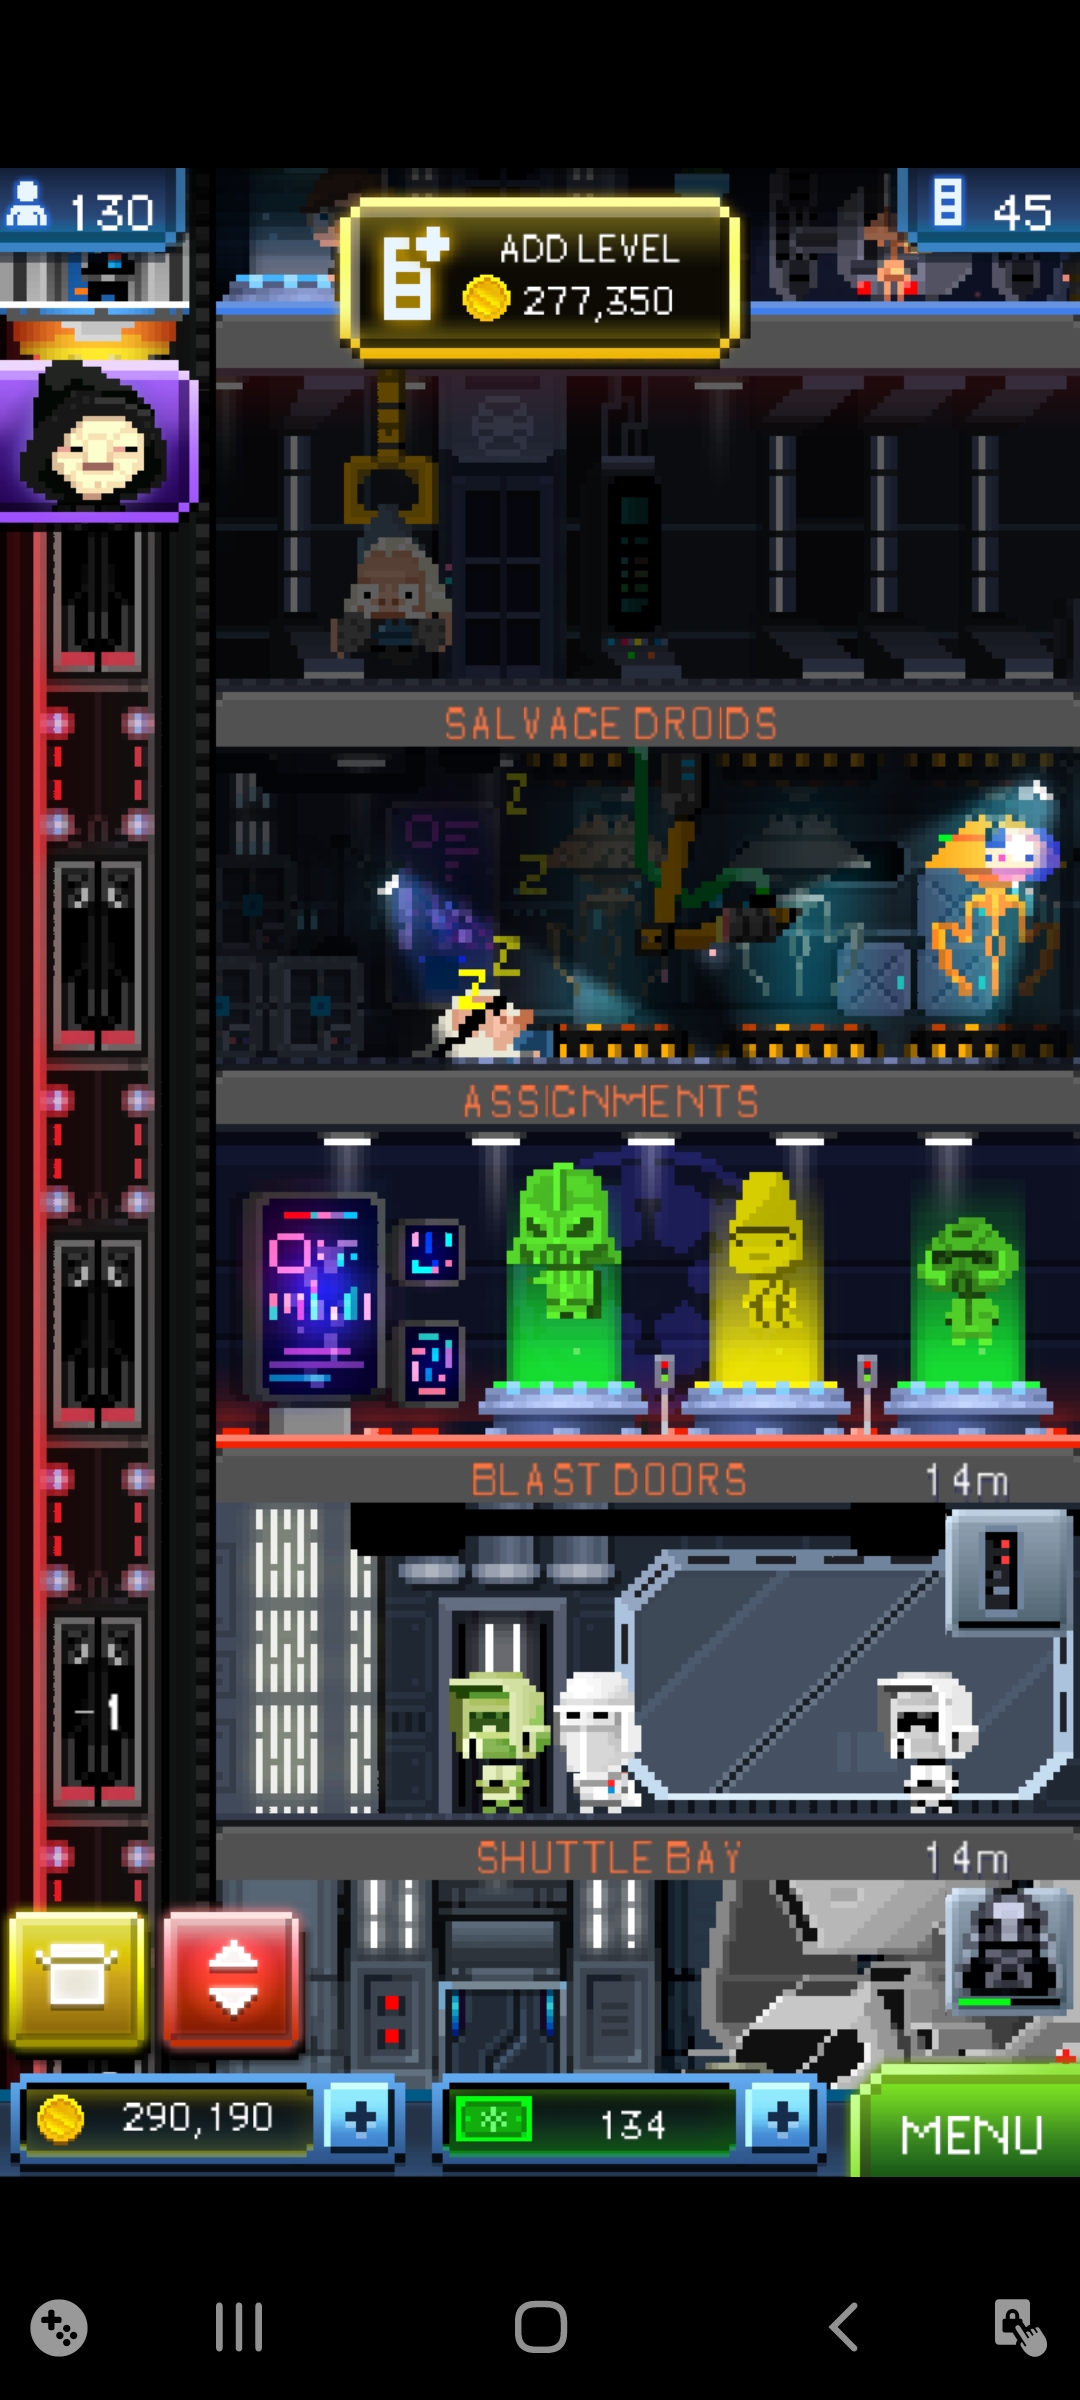 130
ADD LEVEL
277,350
45
SALVAGE DROIDS
Z
Z
Z
Z
ASSIGNMENTS
BLAST DOORS 14m
-1
SHUTTLE BAY 14m
290,190
134
MENU